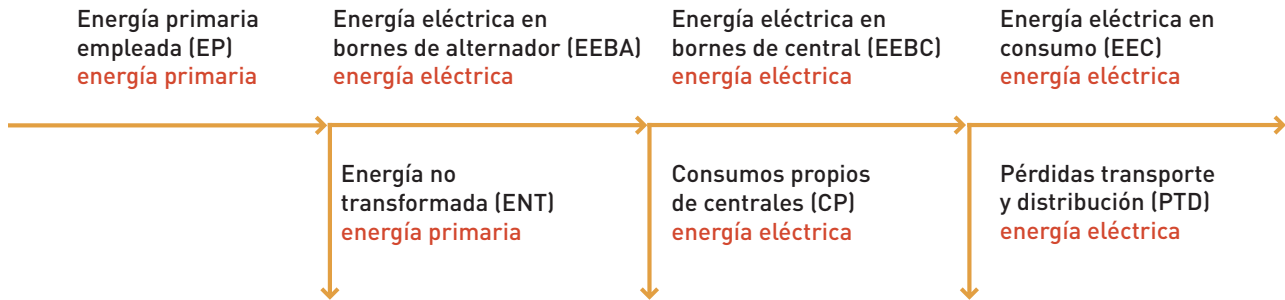 Energía primaria
empleada (EP)
energía primaria
Energía eléctrica en
bornes de alternador (EEBA)
energía eléctrica
Energía eléctrica en
bornes de central (EEBC)
energía eléctrica
Energía eléctrica en
consumo (EEC)
energía eléctrica
Energía no
transformada (ENT)
energía primaria
Consumos propios
de centrales (CP)
energía eléctrica
Pérdidas transporte
y distribución (PTD)
energía eléctrica